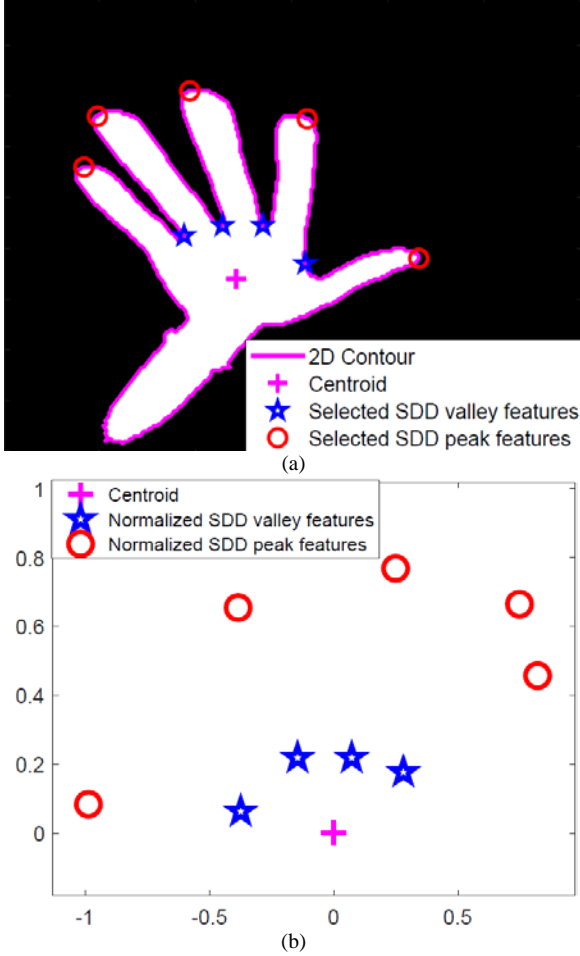 2D Contour
Centroid
Selected SDD valley features
Selected SDD peak features
(a)
Centroid
Normalized SDD valley features
Normalized SDD peak features
1
0.8
0.6
0.4
0.2
0
-1
-0.5
0
0.5
(b)